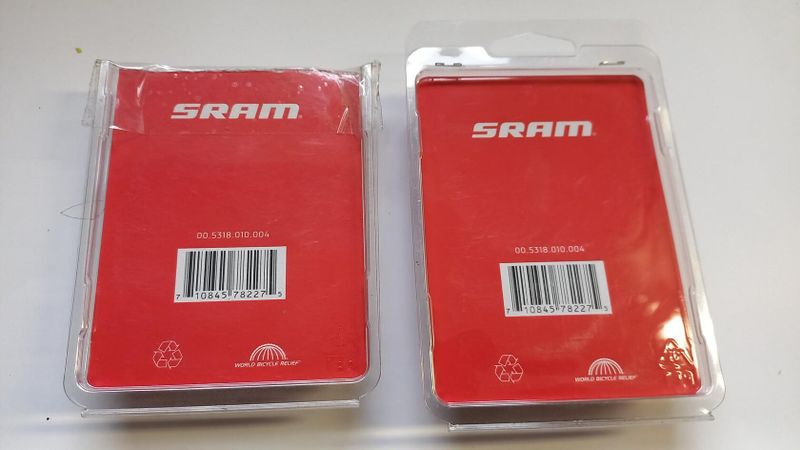 SRAM
00.5318.010.004
7 10845 78227 5
WORLD BICYCLE RELIEF
SRAM
00.5318.010.004
7 10845 78227 5
WORLD BICYCLE RELIEF